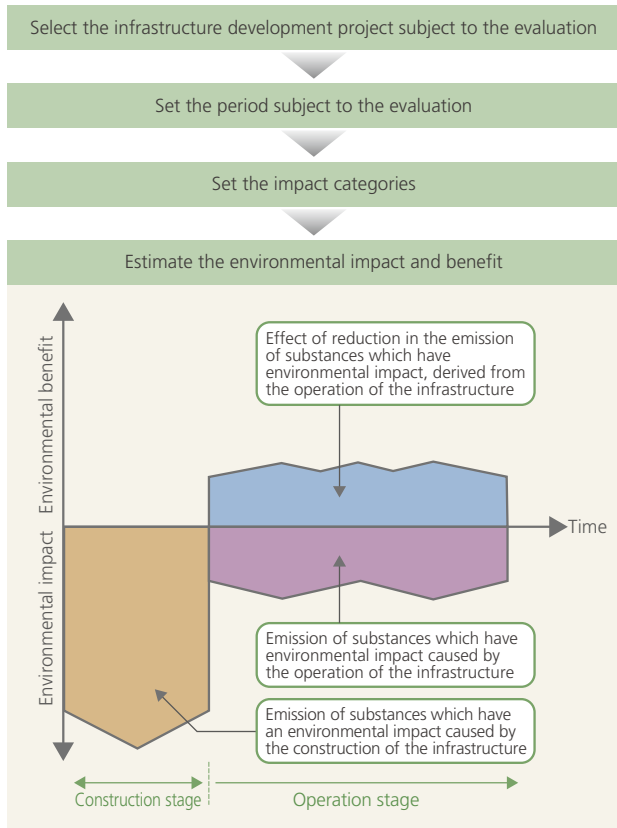 Select the infrastructure development project subject to the evaluation
Set the period subject to the evaluation
Set the impact categories
Estimate the environmental impact and benefit
Environmental benefit
Effect of reduction in the emission
of substances which have
environmental impact, derived from
the operation of the infrastructure
Time
Environmental impact
Emission of substances which have
environmental impact caused by
the operation of the infrastructure
Emission of substances which have
an environmental impact caused by
the construction of the infrastructure
Construction stage
Operation stage